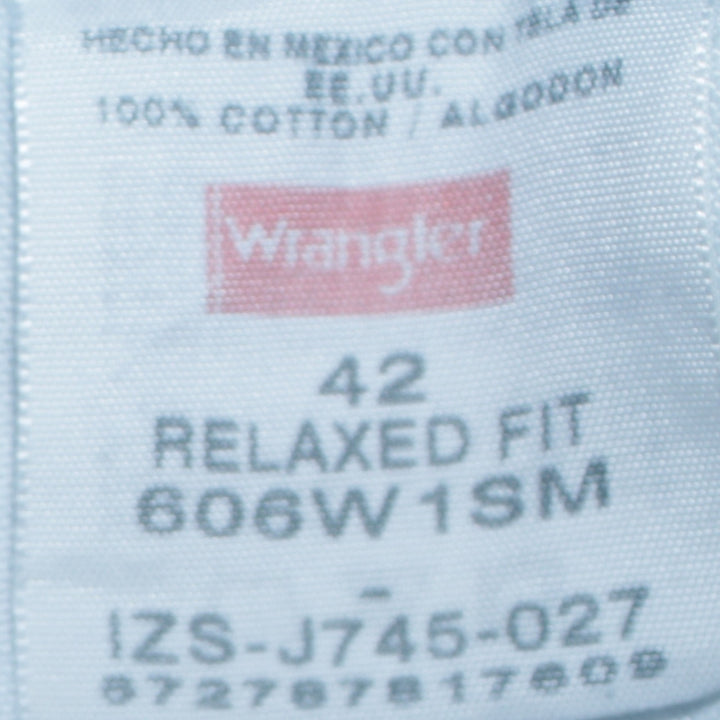 HECHO EN MEXICO CON TELA DE
EE.UU.
100% COTTON / ALGODON
Wrangler
42
RELAXED FIT
606W1SM
-
IZS-J745-027